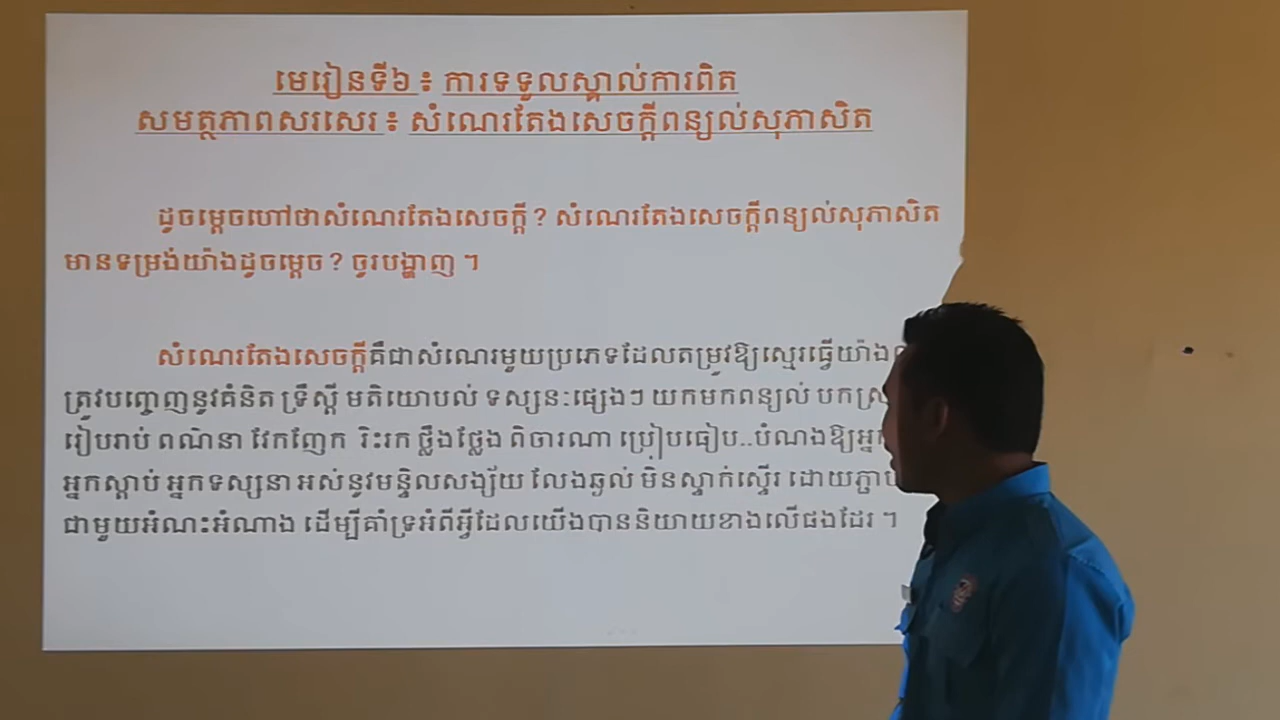 មេរៀនទី៦ ៖ ការទទួលស្គាល់ការពិត
សមត្ថភាពសរសេរ ៖ សំណេរតែងសេចក្តីពន្យល់សុភាសិត
ដូចម្តេចហៅថាសំណេរតែងសេចក្តី ? សំណេរតែងសេចក្តីពន្យល់សុភាសិត
មានទម្រង់យ៉ាងដូចម្តេច ? ចូរបង្ហាញ ។
សំណេរតែងសេចក្តីគឺជាសំណេរមួយប្រភេទដែលតម្រូវឱ្យស្មេរធ្វើយ៉ាង
ត្រូវបញ្ចេញនូវគំនិត ទ្រឹស្តី មតិយោបល់ ទស្សនៈផ្សេងៗ យកមកពន្យល់
រៀបរាប់ ពណ៌នា វែកញែក រិះរក ថ្លឹងថ្លែង ពិចារណា ប្រៀបធៀប..បំណងឱ្យ
អ្នកស្តាប់ អ្នកទស្សនា អស់នូវមន្ទិលសង្ស័យ លែងឆ្ងល់ មិនស្ទាក់ស្ទើរ ដោយ
ជាមួយអំណះអំណាង ដើម្បីគាំទ្រអំពីអ្វីដែលយើងបាននិយាយខាងលើផងដែរ ។